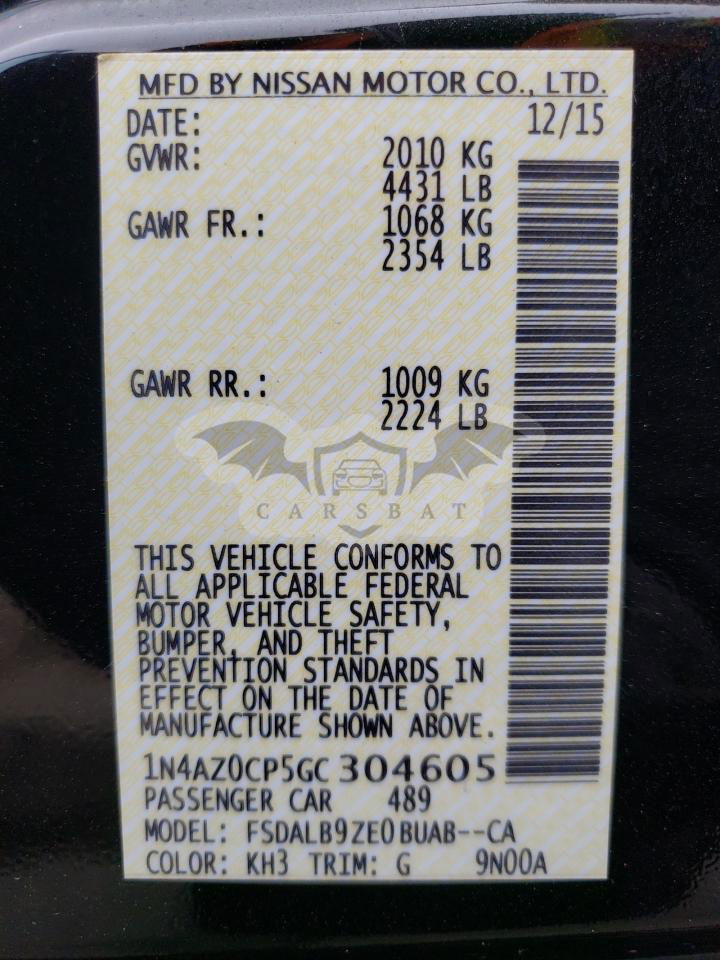 MFD BY NISSAN MOTOR CO., LTD.
DATE: 12/15
GVWR: 2010 KG
4431 LB
GAWR FR.: 1068 KG
2354 LB
GAWR RR.: 1009 KG
2224 LB
CARSBAT
THIS VEHICLE CONFORMS TO
ALL APPLICABLE FEDERAL
MOTOR VEHICLE SAFETY,
BUMPER, AND THEFT
PREVENTION STANDARDS IN
EFFECT ON THE DATE OF
MANUFACTURE SHOWN ABOVE.
1N4AZ0CP5GC 304605
PASSENGER CAR 489
MODEL: FSDALB9ZE0BUAB--CA
COLOR: KH3 TRIM: G 9N00A